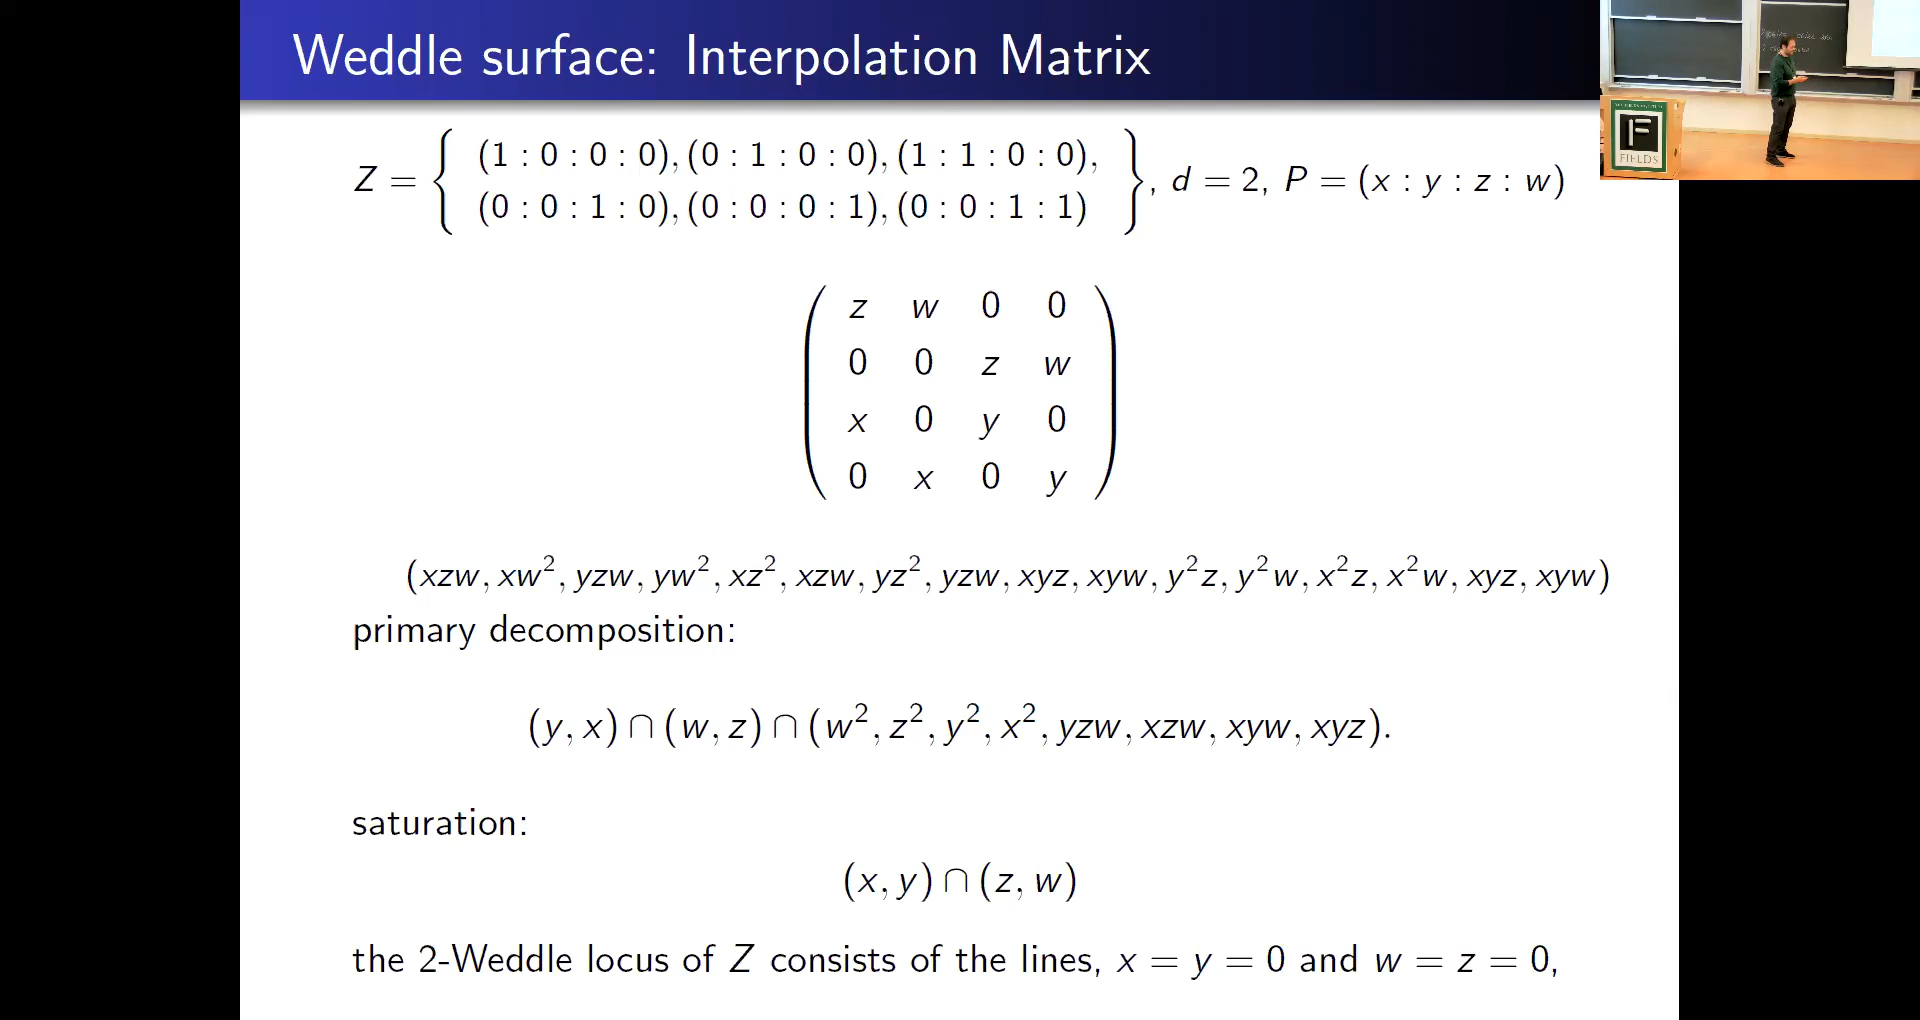 Weddle surface: Interpolation Matrix
Z = { (1 : 0 : 0 : 0), (0 : 1 : 0 : 0), (1 : 1 : 0 : 0),
(0 : 0 : 1 : 0), (0 : 0 : 0 : 1), (0 : 0 : 1 : 1) }, d = 2, P = (x : y : z : w)
z w 0 0
0 0 z w
x 0 y 0
0 x 0 y
(xzw, xw², yzw, yw², xz², xzw, yz², yzw, xyz, xyw, y²z, y²w, x²z, x²w, xyz, xyw)
primary decomposition:
(y, x) ∩ (w, z) ∩ (w², z², y², x², yzw, xzw, xyw, xyz).
saturation:
(x, y) ∩ (z, w)
the 2-Weddle locus of Z consists of the lines, x = y = 0 and w = z = 0,
F
FIELDS